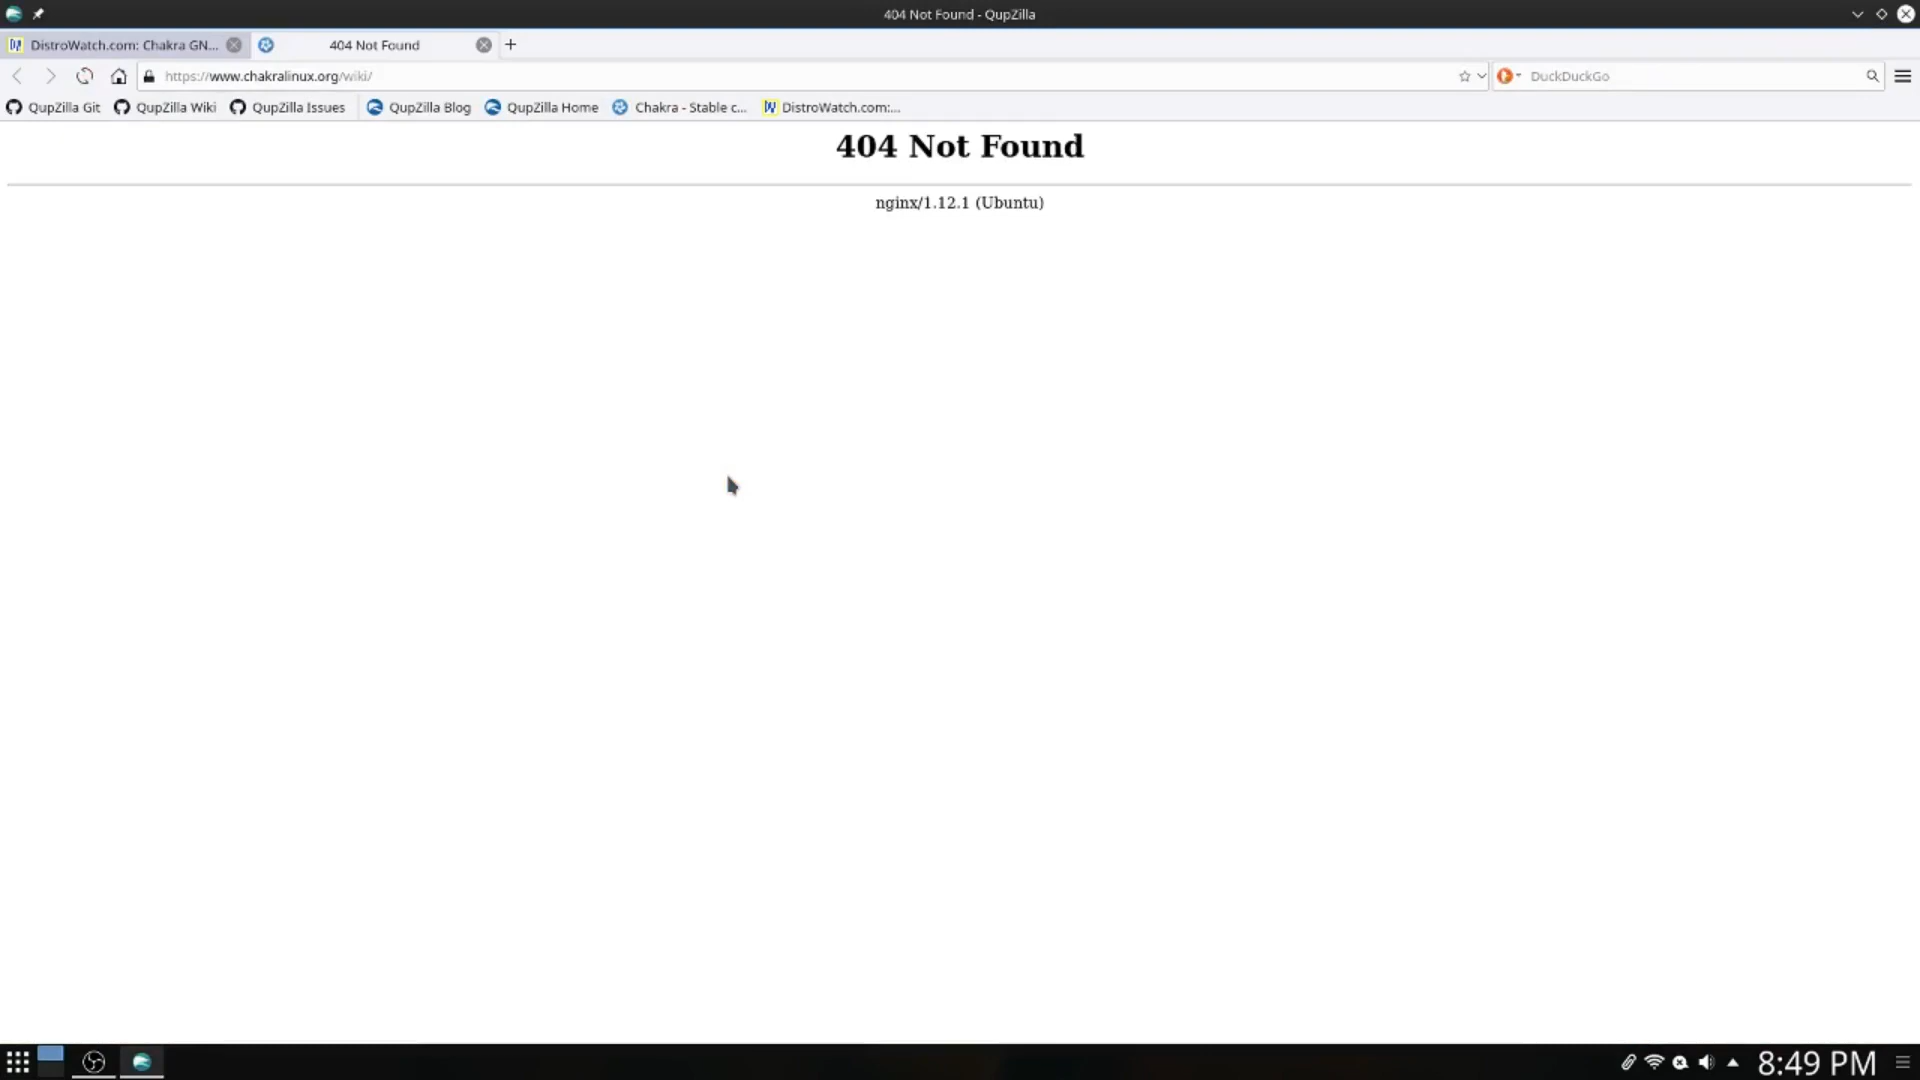 404 Not Found - QupZilla
DistroWatch.com: Chakra GN...
404 Not Found
https://www.chakralinux.org/wiki/
DuckDuckGo
QupZilla Git
QupZilla Wiki
QupZilla Issues
QupZilla Blog
QupZilla Home
Chakra - Stable c...
DistroWatch.com:...
404 Not Found
nginx/1.12.1 (Ubuntu)
8:49 PM